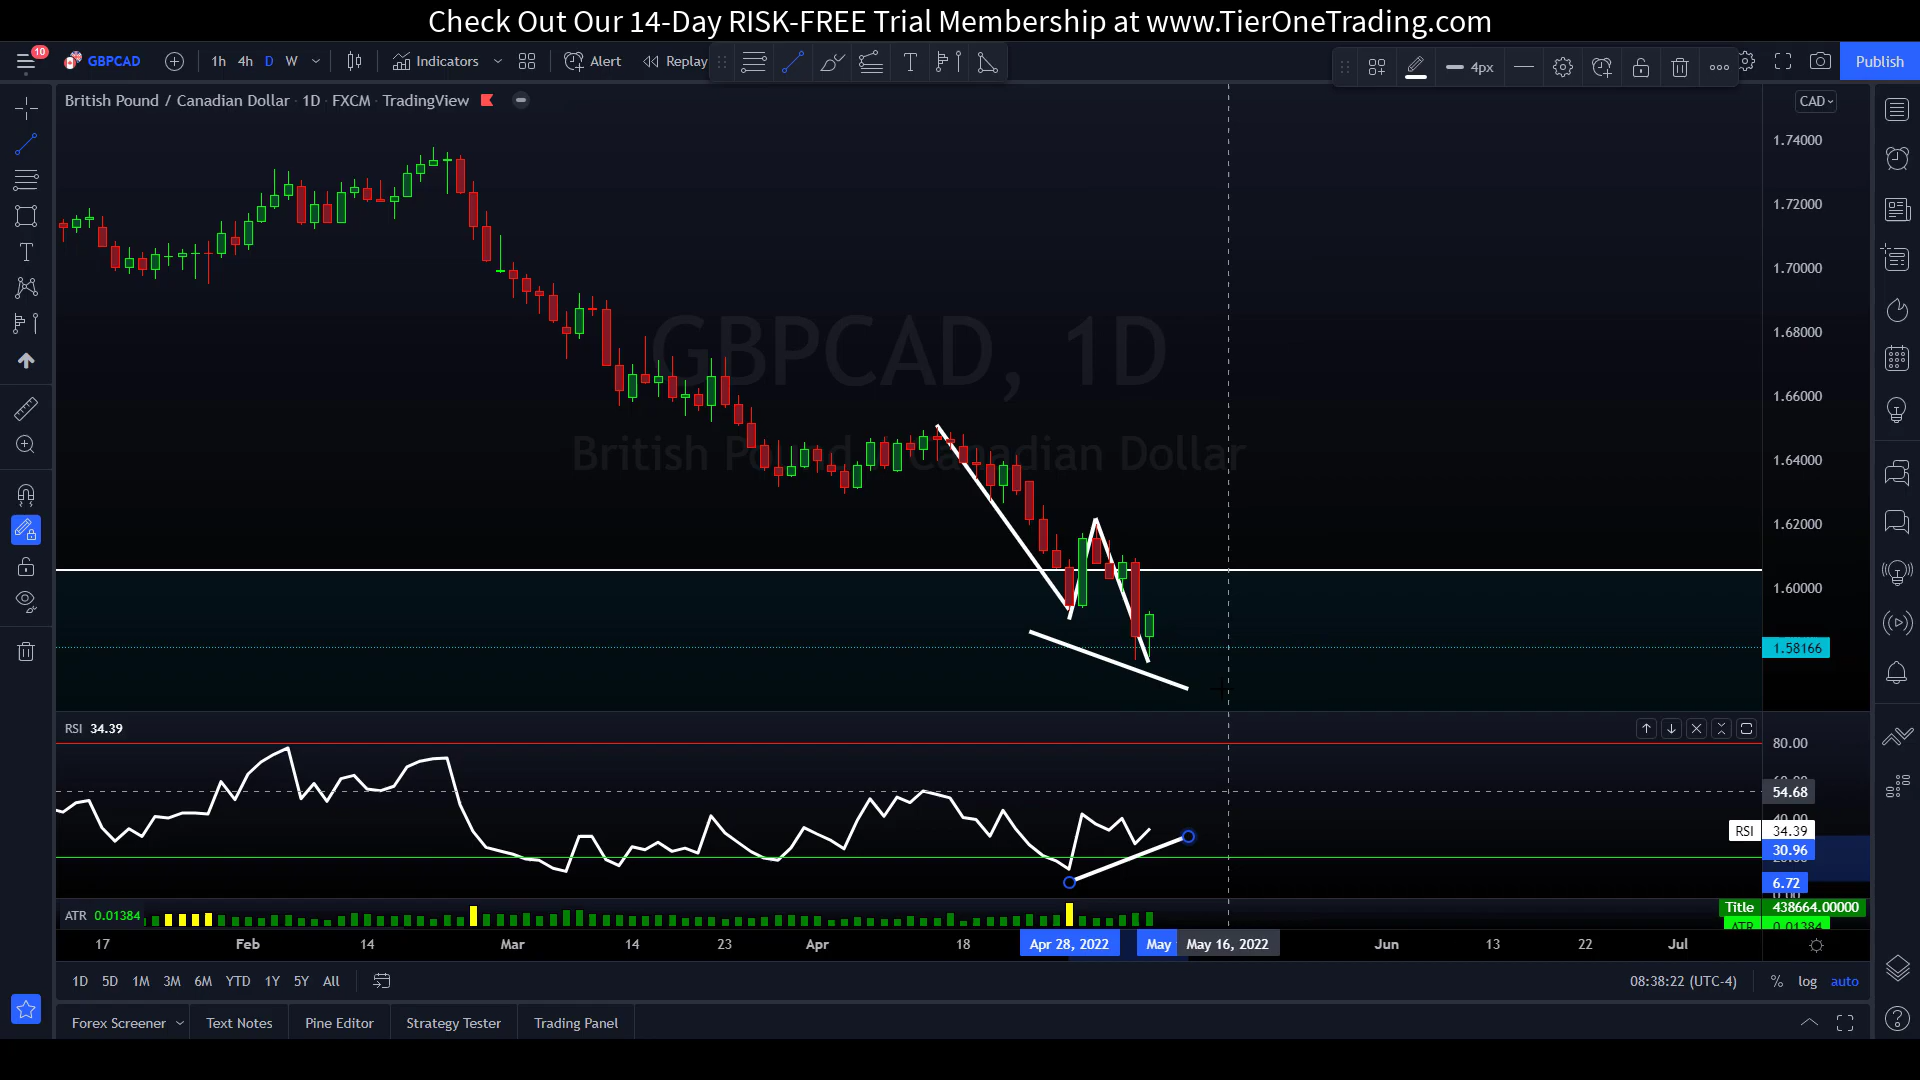 Check Out Our 14-Day RISK-FREE Trial Membership at www.TierOneTrading.com
10 GBPCAD 1h 4h D W Indicators Alert Replay T 4px Publish
British Pound / Canadian Dollar · 1D · FXCM · TradingView
CAD
1.74000
1.72000
1.70000
1.68000
1.66000
1.64000
1.62000
1.60000
1.58166
GBPCAD, 1D
British Pound / Canadian Dollar
RSI 34.39
80.00
54.68
RSI 34.39
30.96
6.72
ATR 0.01384
Title 438664.00000
ATR 0.01384
17 Feb 14 Mar 14 23 Apr 18 Apr 28, 2022 May May 16, 2022 Jun 13 22 Jul
1D 5D 1M 3M 6M YTD 1Y 5Y All
08:38:22 (UTC-4) % log auto
Forex Screener Text Notes Pine Editor Strategy Tester Trading Panel